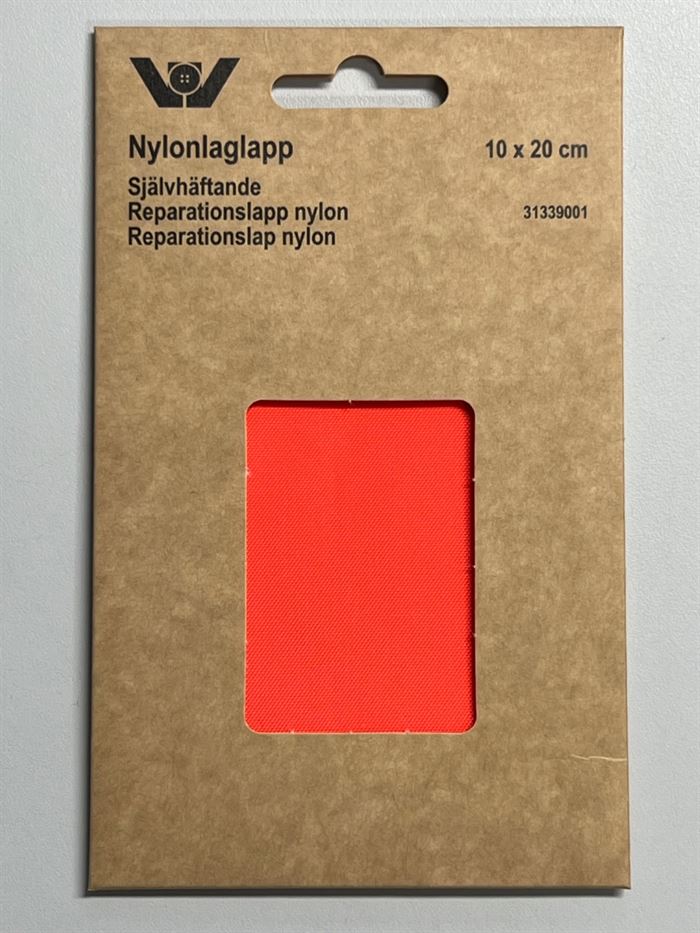 Nylonlaglapp 10 x 20 cm
Självhäftande
Reparationslapp nylon 31339001
Reparationslap nylon